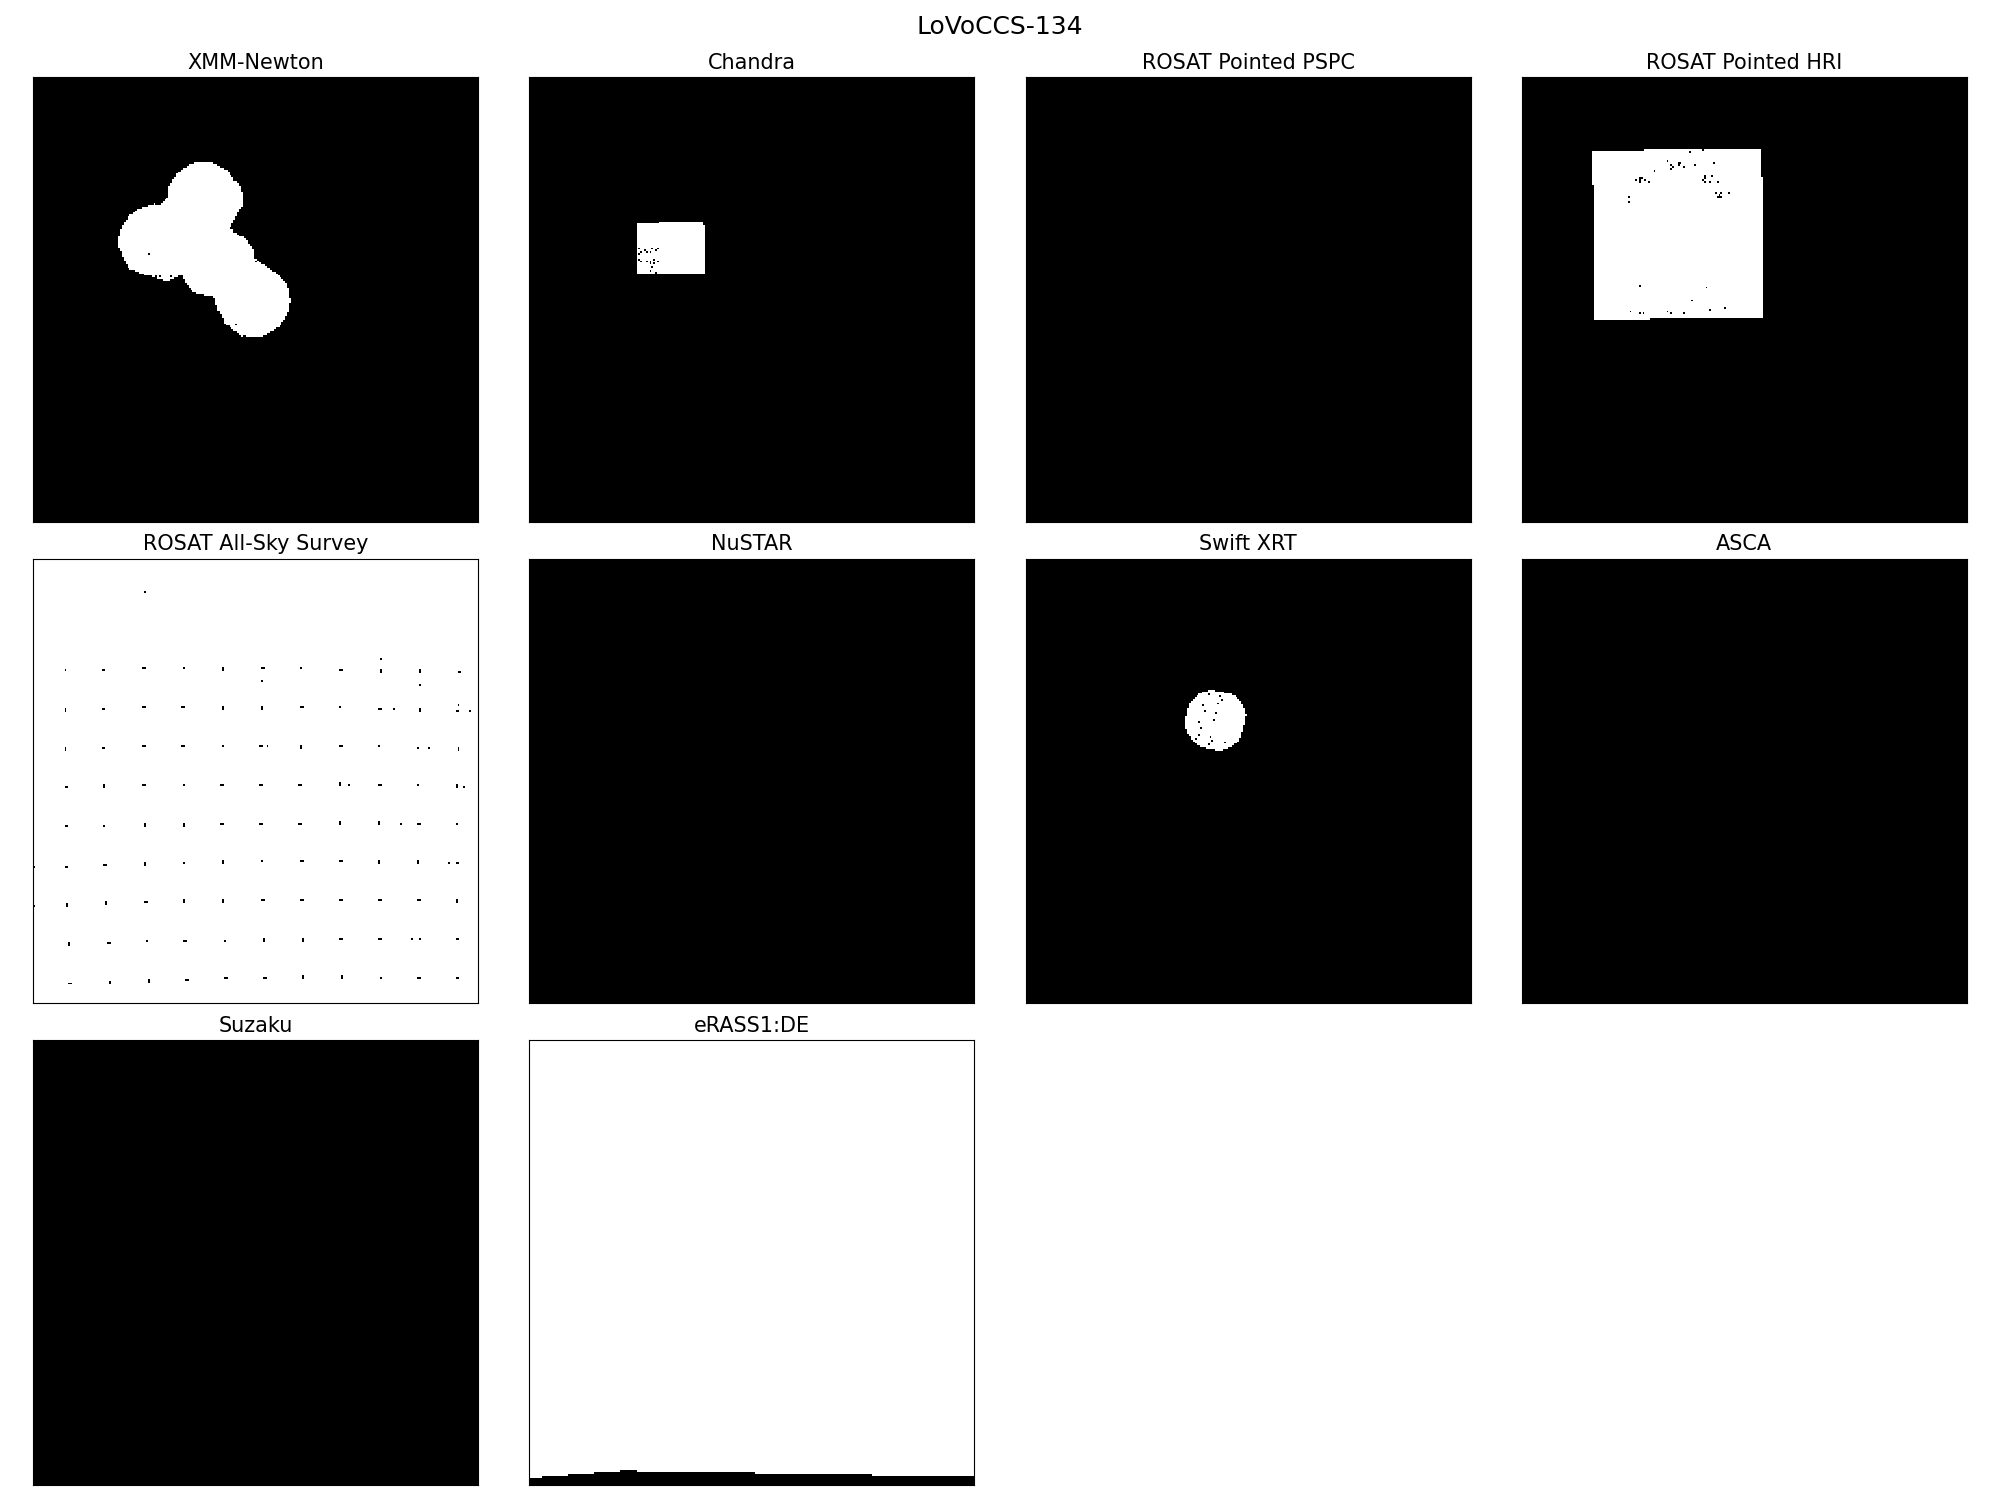 LoVoCCS-134
XMM-Newton
Chandra
ROSAT Pointed PSPC
ROSAT Pointed HRI
ROSAT All-Sky Survey
NuSTAR
Swift XRT
ASCA
Suzaku
eRASS1:DE